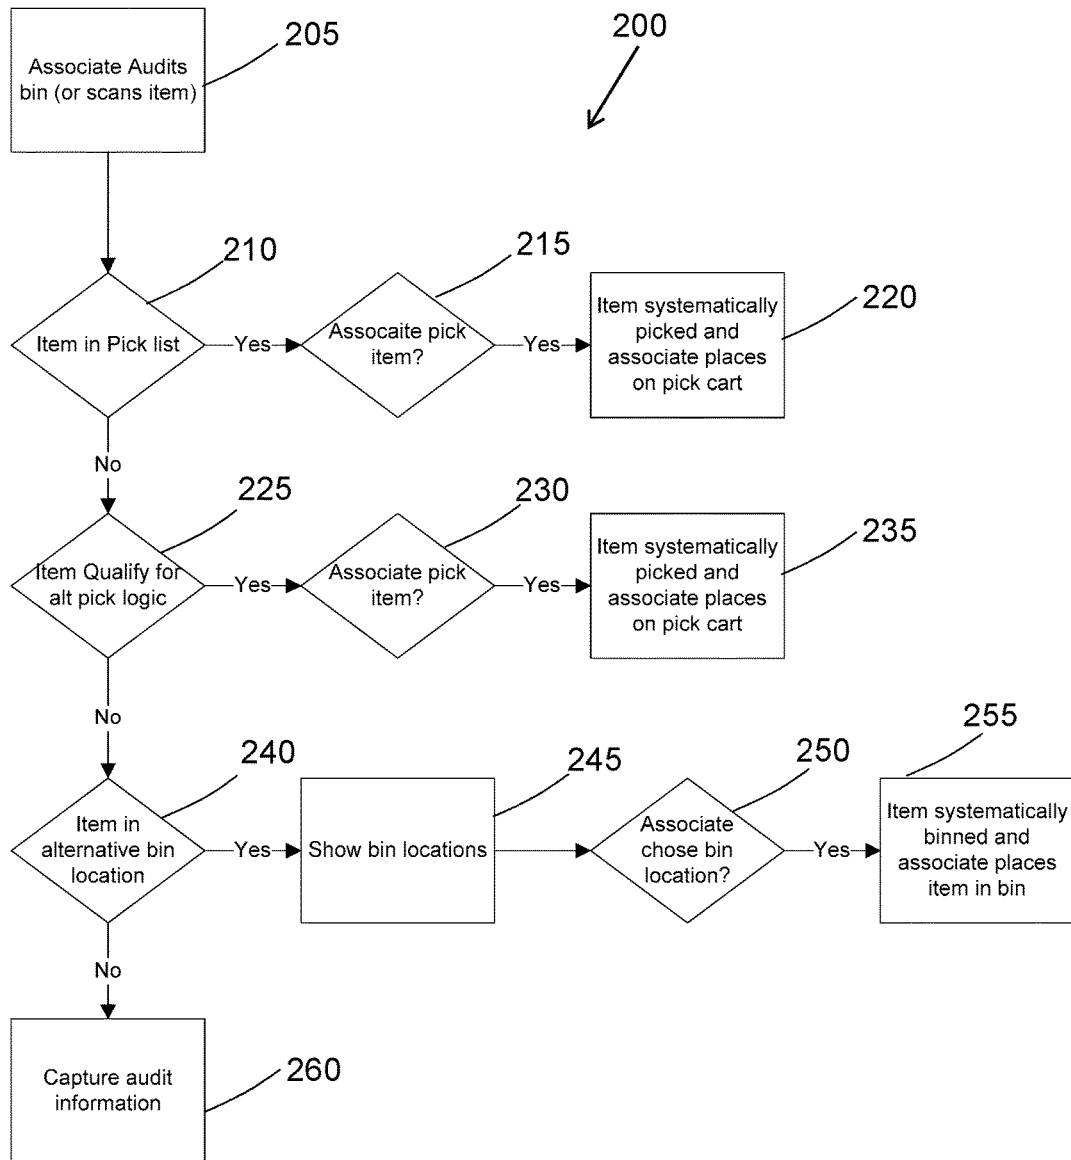 205
200
Associate Audits
bin (or scans item)
210
215
220
Item in Pick list
Yes
Assocaite pick
item?
Yes
Item systematically
picked and
associate places
on pick cart
No
225
230
235
Item Qualify for
alt pick logic
Yes
Associate pick
item?
Yes
Item systematically
picked and
associate places
on pick cart
No
240
245
250
255
Item in
alternative bin
location
Yes
Show bin locations
Associate
chose bin
location?
Yes
Item systematically
binned and
associate places
item in bin
No
260
Capture audit
information